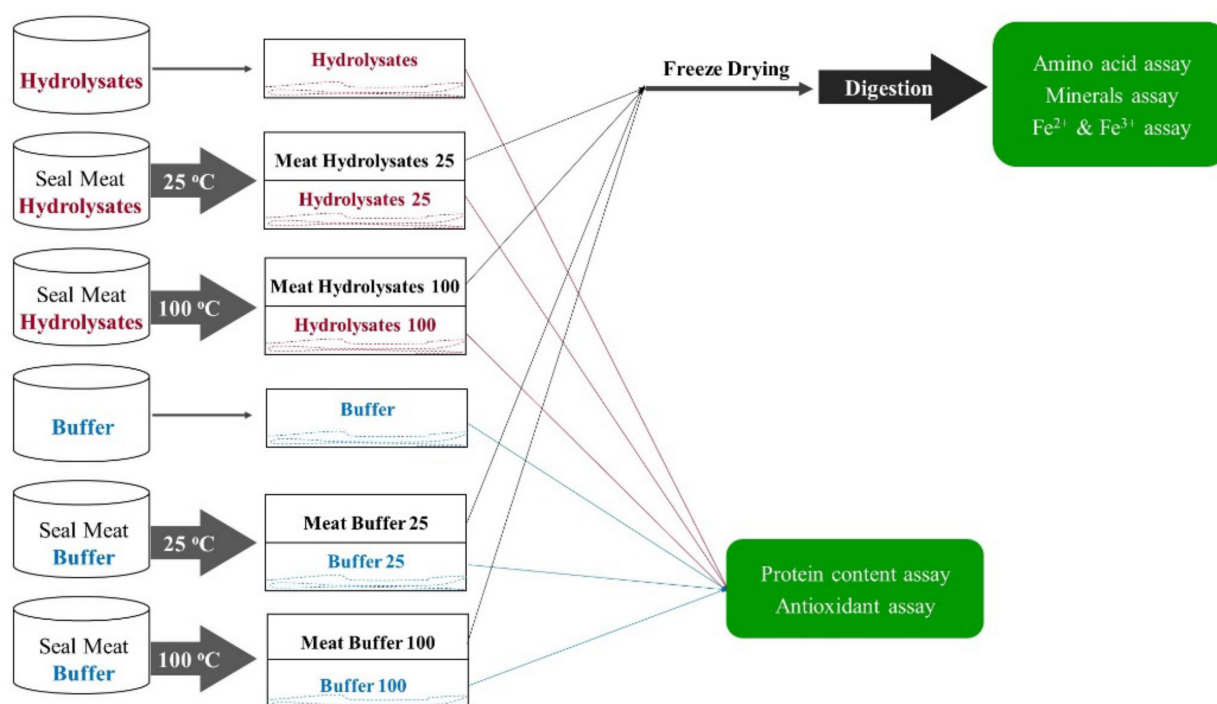 Hydrolysates
Hydrolysates
Freeze Drying
Digestion
Amino acid assay
Minerals assay
Fe²⁺ & Fe³⁺ assay
Seal Meat
Hydrolysates
25 °C
Meat Hydrolysates 25
Hydrolysates 25
Seal Meat
Hydrolysates
100 °C
Meat Hydrolysates 100
Hydrolysates 100
Buffer
Buffer
Seal Meat
Buffer
25 °C
Meat Buffer 25
Buffer 25
Protein content assay
Antioxidant assay
Seal Meat
Buffer
100 °C
Meat Buffer 100
Buffer 100